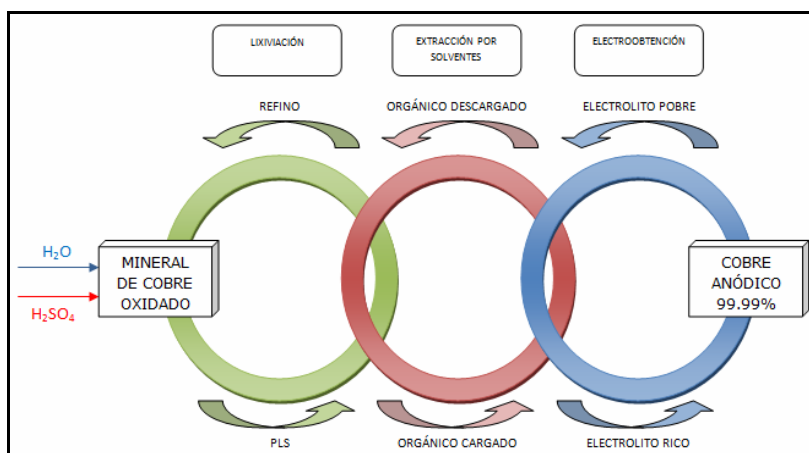 LIXIVIACIÓN
EXTRACCIÓN POR
SOLVENTES
ELECTROOBTENCIÓN
REFINO
ORGÁNICO DESCARGADO
ELECTROLITO POBRE
H₂O
H₂SO₄
MINERAL
DE COBRE
OXIDADO
COBRE
ANÓDICO
99.99%
PLS
ORGÁNICO CARGADO
ELECTROLITO RICO